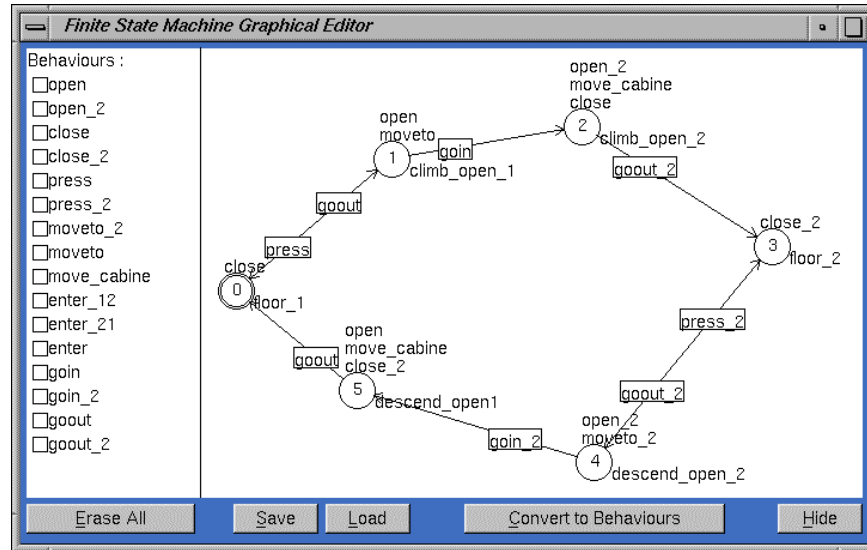 Finite State Machine Graphical Editor
Behaviours :
open
open_2
close
close_2
press
press_2
moveto_2
moveto
move_cabine
enter_12
enter_21
enter
goin
goin_2
goout
goout_2
open_2
move_cabine
close
2
climb_open_2
goout_2
open
moveto
1
climb_open_1
goin
goout
press
close
0
floor_1
close_2
3
floor_2
press_2
goout_2
open
move_cabine
close_2
5
descend_open1
goout
open_2
moveto_2
4
descend_open_2
goin_2
Erase All
Save
Load
Convert to Behaviours
Hide